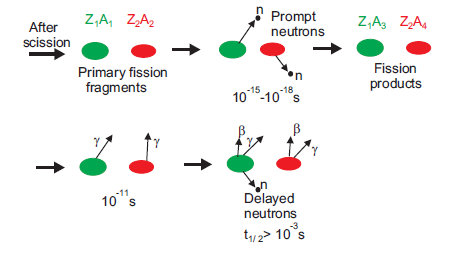 After
scission
Z₁A₁ Z₂A₂
Primary fission
fragments
n
Prompt
neutrons
n
10⁻¹⁵-10⁻¹⁸s
Z₁A₃ Z₂A₄
Fission
products
γ
γ
10⁻¹¹s
β
γ
n
Delayed
neutrons
t₁/₂> 10⁻³s
β
γ